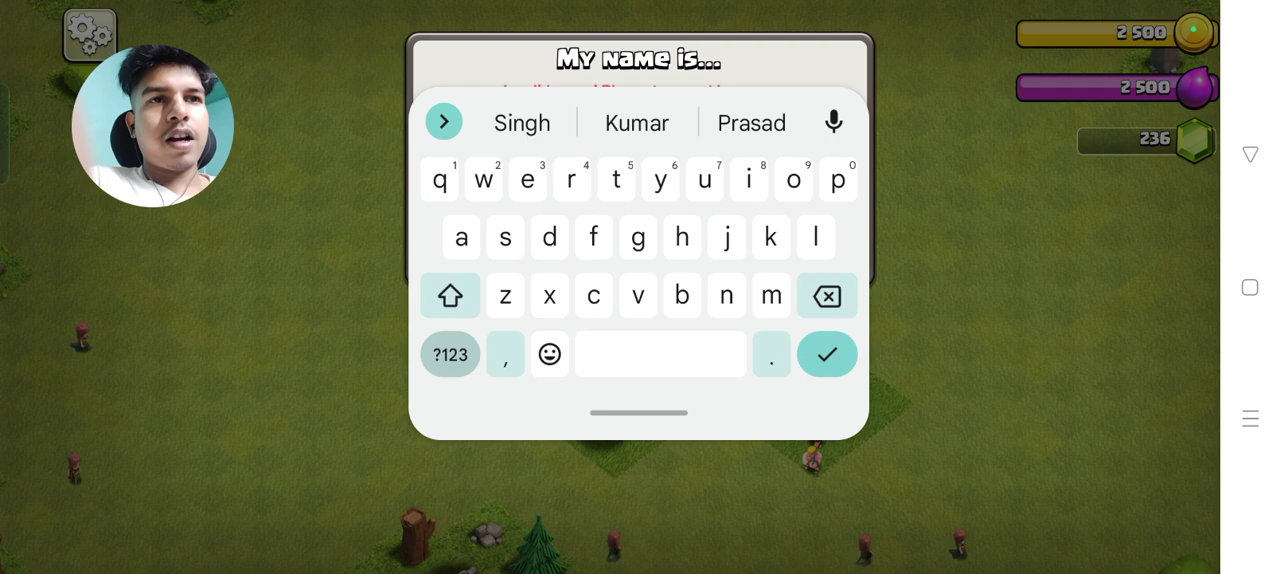 My name is...
2 500
2 500
236
Singh Kumar Prasad
q 1 w 2 e 3 r 4 t 5 y 6 u 7 i 8 o 9 p 0
a s d f g h j k l
z x c v b n m
?123 , .